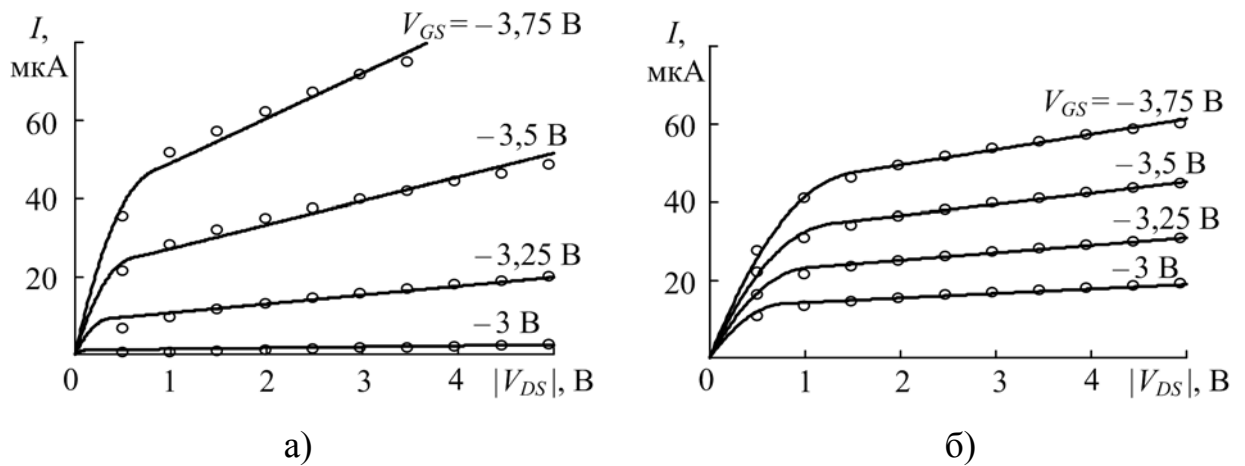 I,
мкА
60
40
20
0
1
2
3
4
|V_DS|, В
V_GS = – 3,75 В
– 3,5 В
– 3,25 В
– 3 В
а)
I,
мкА
60
40
20
0
1
2
3
4
|V_DS|, В
V_GS = – 3,75 В
– 3,5 В
– 3,25 В
– 3 В
б)